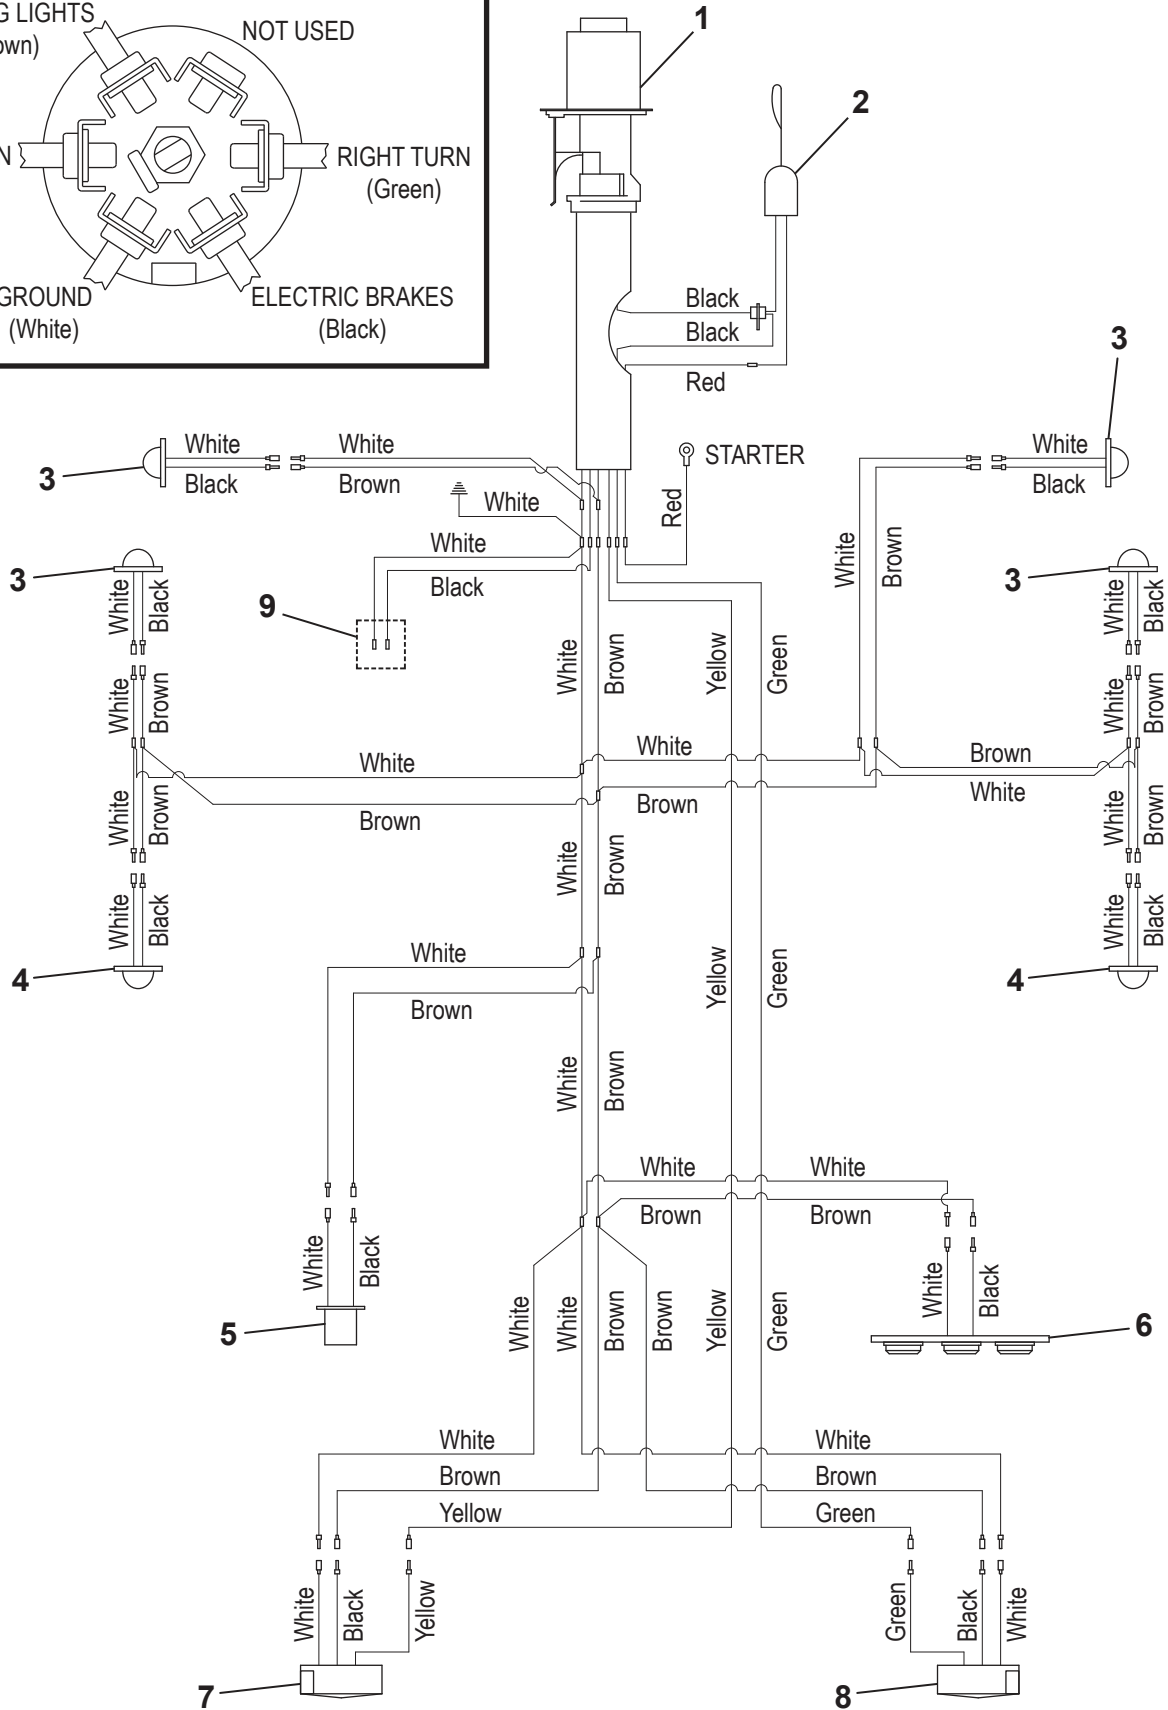 G LIGHTS
own)
NOT USED
N
RIGHT TURN
(Green)
GROUND
(White)
ELECTRIC BRAKES
(Black)
1
2
Black
Black
Red
3
3
White
Black
White
Brown
STARTER
Red
White
White
Black
White
Black
White
Brown
3
White
Black
9
3
White
Black
White
Brown
White
Brown
Yellow
Green
White
Brown
White
Brown
White
Brown
Brown
White
White
Brown
White
Brown
White
Brown
White
Black
White
Black
4
4
White
Brown
Yellow
Green
White
Brown
White
White
Brown
Brown
White
Black
5
White
White
Brown
Brown
Yellow
Green
White
Black
6
White
Brown
Yellow
White
Brown
Green
White
Black
Yellow
7
Green
Black
White
8